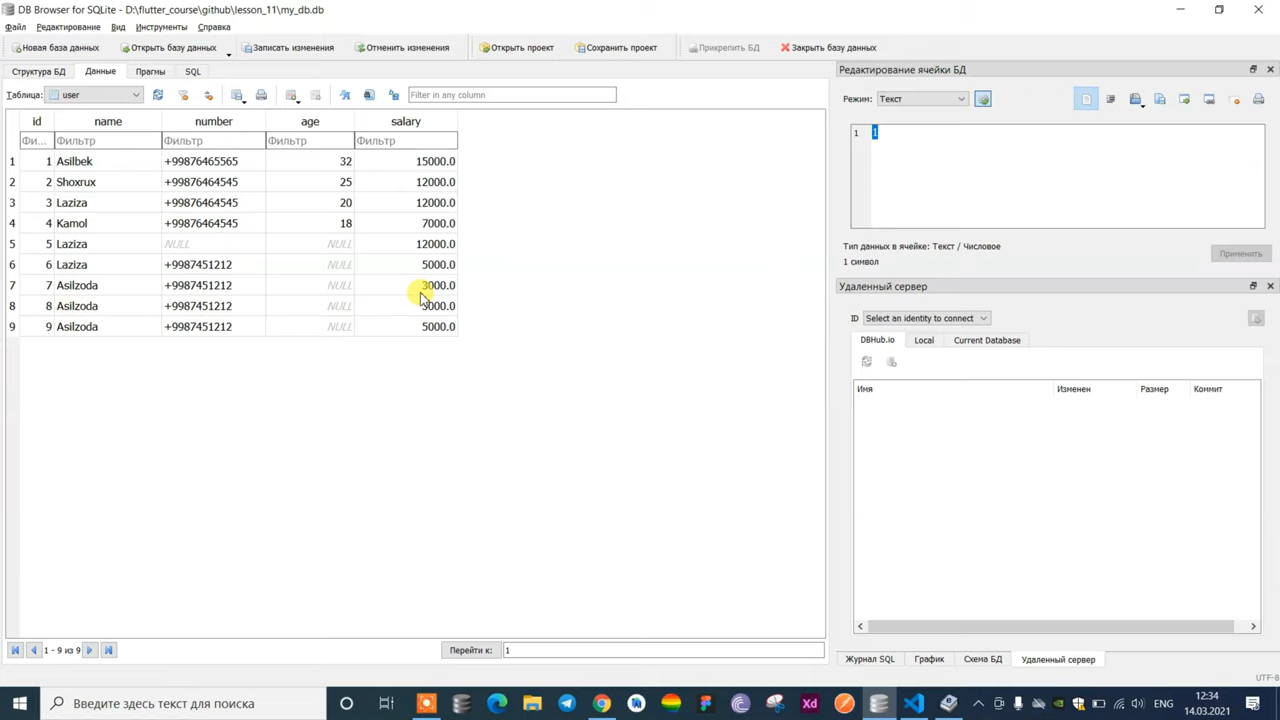 DB Browser for SQLite - D:\flutter_course\github\lesson_11\my_db.db
Файл Редактирование Вид Инструменты Справка
Новая база данных Открыть базу данных Записать изменения Отменить изменения Открыть проект Сохранить проект Прикрепить БД Закрыть базу данных
Структура БД Данные Прагмы SQL
Таблица: user Filter in any column
id name number age salary
Фи... Фильтр Фильтр Фильтр Фильтр
1 1 Asilbek +99876465565 32 15000.0
2 2 Shoxrux +99876464545 25 12000.0
3 3 Laziza +99876464545 20 12000.0
4 4 Kamol +99876464545 18 7000.0
5 5 Laziza NULL NULL 12000.0
6 6 Laziza +9987451212 NULL 5000.0
7 7 Asilzoda +9987451212 NULL 3000.0
8 8 Asilzoda +9987451212 NULL
9 9 Asilzoda +9987451212 NULL 5000.0
1 - 9 из 9 Перейти к: 1
Редактирование ячейки БД
Режим: Текст
1 1
Тип данных в ячейке: Текст / Числовое
1 символ
Применить
Удаленный сервер
ID Select an identity to connect
DBHub.io Local Current Database
Имя Изменен Размер Коммит
Журнал SQL График Схема БД Удаленный сервер
UTF-8
Введите здесь текст для поиска
Xd
ENG
12:34
14.03.2021